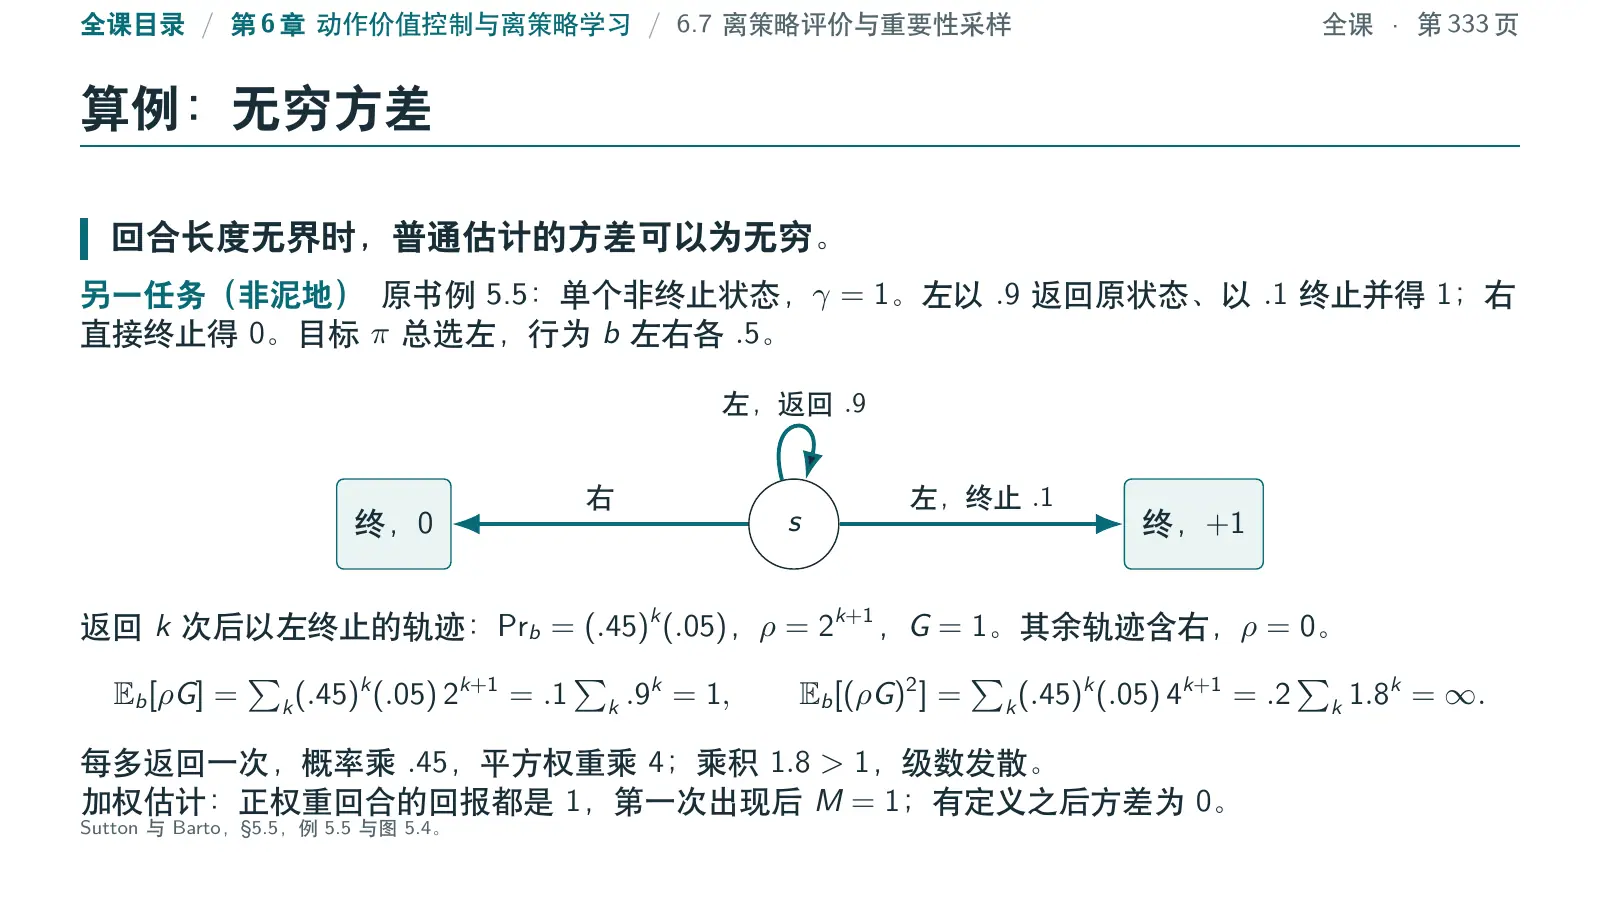 全课目录 / 第 6 章 动作价值控制与离策略学习 / 6.7 离策略评价与重要性采样 全课 · 第 333 页
算例：无穷方差
回合长度无界时，普通估计的方差可以为无穷。
另一任务（非泥地） 原书例 5.5：单个非终止状态，γ = 1。左以 .9 返回原状态、以 .1 终止并得 1；右
直接终止得 0。目标 π 总选左，行为 b 左右各 .5。
左，返回 .9
右
左，终止 .1
终，0
s
终，+1
返回 k 次后以左终止的轨迹：Pr_b = (.45)^k(.05)，ρ = 2^{k+1}，G = 1。其余轨迹含右，ρ = 0。
𝔼_b[ρG] = ∑_k(.45)^k(.05) 2^{k+1} = .1 ∑_k .9^k = 1, 𝔼_b[(ρG)^2] = ∑_k(.45)^k(.05) 4^{k+1} = .2 ∑_k 1.8^k = ∞.
每多返回一次，概率乘 .45，平方权重乘 4；乘积 1.8 > 1，级数发散。
加权估计：正权重回合的回报都是 1，第一次出现后 M = 1；有定义之后方差为 0。
Sutton 与 Barto，§5.5，例 5.5 与图 5.4。